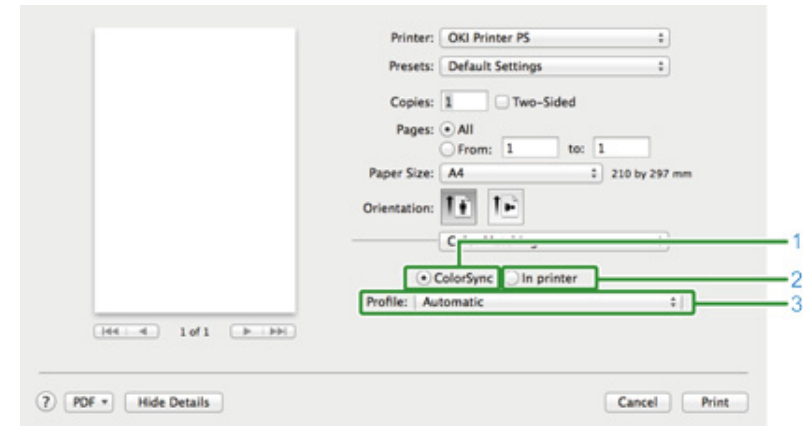 Printer: OKI Printer PS
Presets: Default Settings
Copies: 1 Two-Sided
Pages: All
From: 1 to: 1
Paper Size: A4 210 by 297 mm
Orientation:
1
ColorSync In printer 2
Profile: Automatic 3
1 of 1
? PDF Hide Details Cancel Print